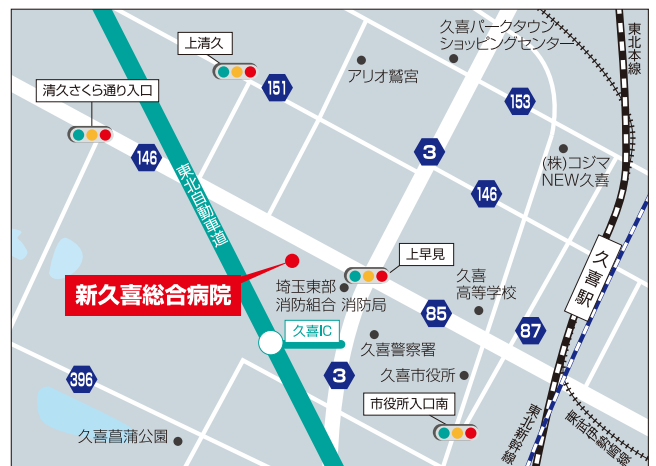 久喜パークタウン
ショッピングセンター
東北本線
上清久
アリオ鷲宮
清久さくら通り入口
151
153
3
146
(株)コジマ
NEW久喜
146
東北自動車道
久喜駅
上早見
新久喜総合病院
埼玉東部
消防組合 消防局
久喜
高等学校
85
久喜IC
久喜警察署
87
3
久喜市役所
396
市役所入口南
久喜菖蒲公園
東北新幹線
東武伊勢崎線